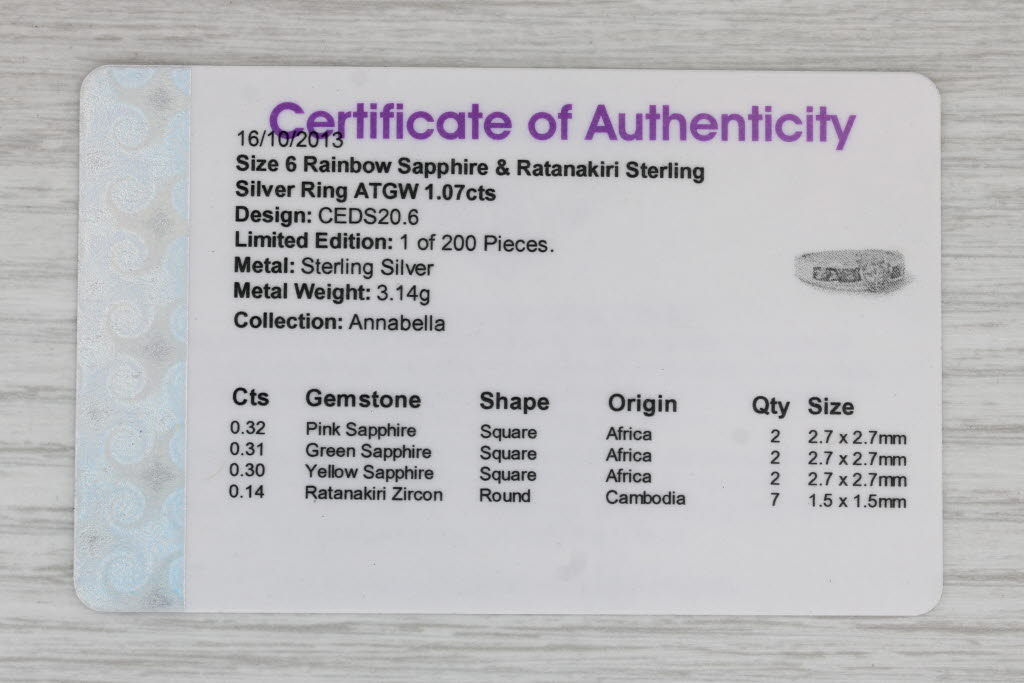 Certificate of Authenticity
16/10/2013
Size 6 Rainbow Sapphire & Ratanakiri Sterling
Silver Ring ATGW 1.07cts
Design: CEDS20.6
Limited Edition: 1 of 200 Pieces.
Metal: Sterling Silver
Metal Weight: 3.14g
Collection: Annabella
Cts Gemstone Shape Origin Qty Size
0.32 Pink Sapphire Square Africa 2 2.7 x 2.7mm
0.31 Green Sapphire Square Africa 2 2.7 x 2.7mm
0.30 Yellow Sapphire Square Africa 2 2.7 x 2.7mm
0.14 Ratanakiri Zircon Round Cambodia 7 1.5 x 1.5mm